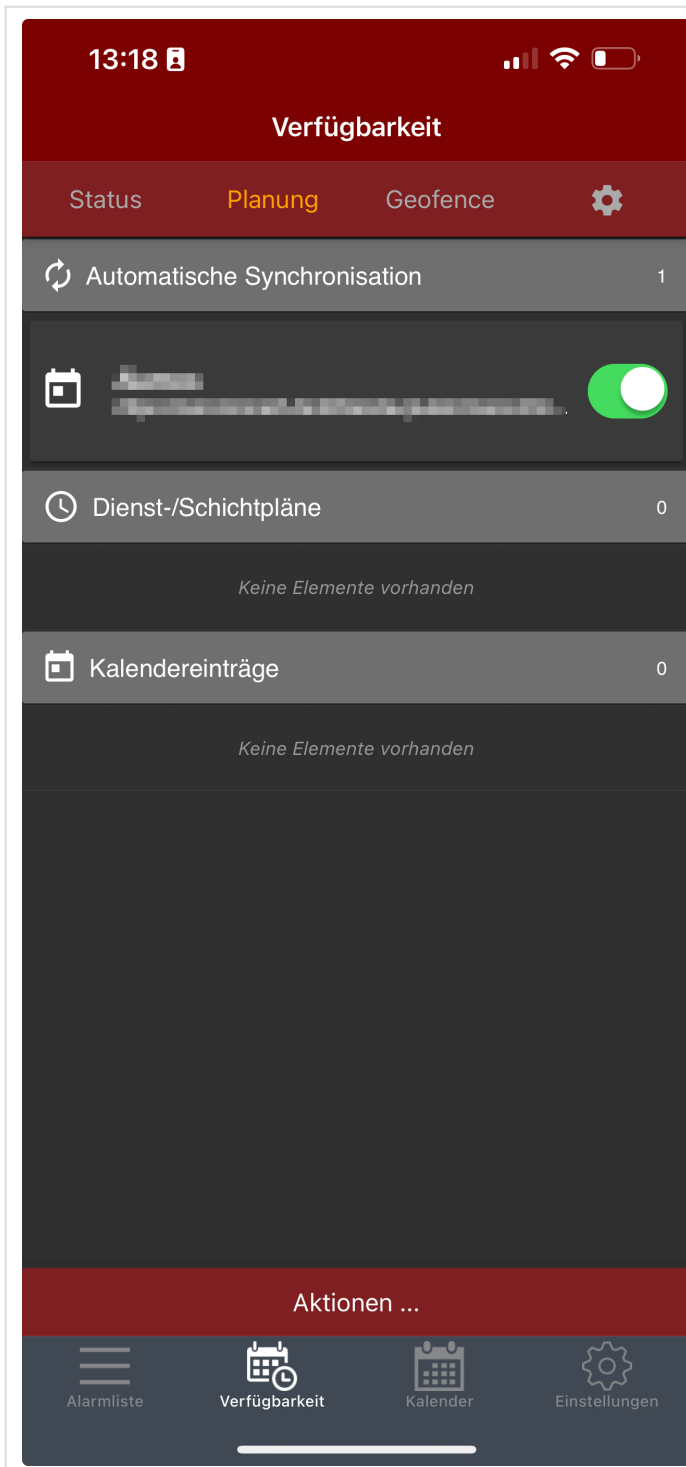 13:18
Verfügbarkeit
Status Planung Geofence
Automatische Synchronisation 1
Dienst-/Schichtpläne 0
Keine Elemente vorhanden
Kalendereinträge 0
Keine Elemente vorhanden
Aktionen ...
Alarmliste Verfügbarkeit Kalender Einstellungen